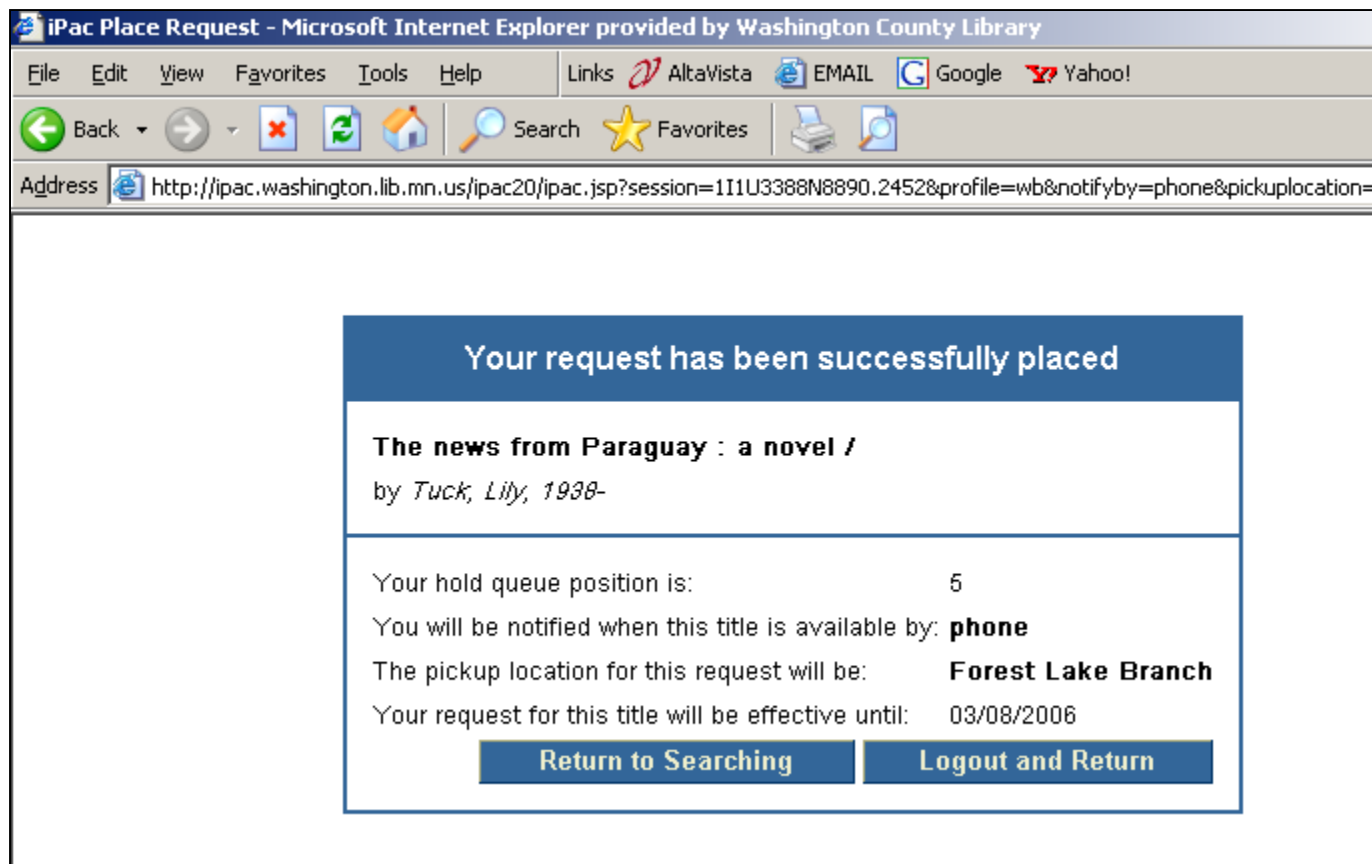 iPac Place Request - Microsoft Internet Explorer provided by Washington County Library
File Edit View Favorites Tools Help Links AltaVista EMAIL G Google Y! Yahoo!
Back Search Favorites
Address http://ipac.washington.lib.mn.us/ipac20/ipac.jsp?session=1I1U3388N8890.2452&profile=wb&notifyby=phone&pickuplocation=
Your request has been successfully placed
The news from Paraguay : a novel /
by Tuck, Lily, 1938-
Your hold queue position is: 5
You will be notified when this title is available by: phone
The pickup location for this request will be: Forest Lake Branch
Your request for this title will be effective until: 03/08/2006
Return to Searching Logout and Return